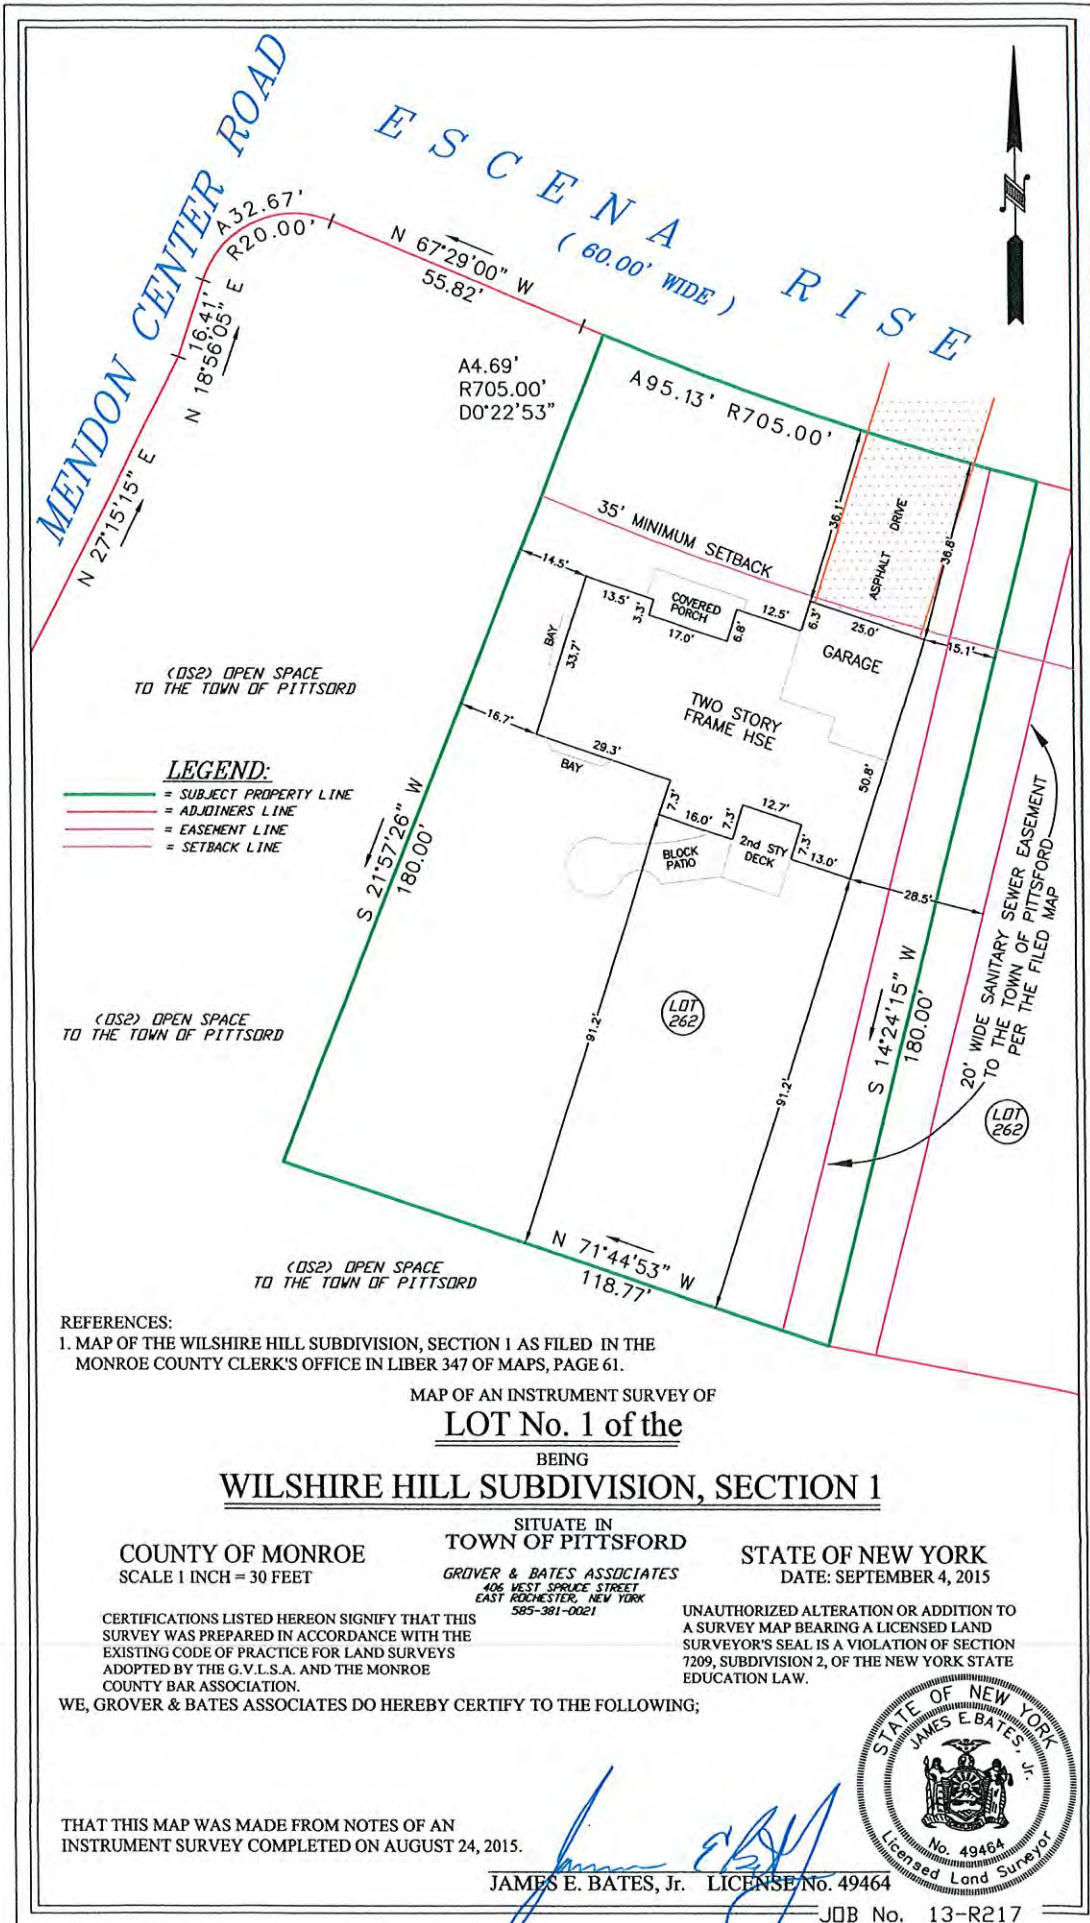 MENDON CENTER ROAD
ESCENA RISE
( 60.00' WIDE )
A32.67'
R20.00'
N 67°29'00" W
55.82'
16.41'
N 18°56'05" E
N 27°15'15" E
A4.69'
R705.00'
D0°22'53"
A95.13' R705.00'
35' MINIMUM SETBACK
36.1'
ASPHALT DRIVE
36.8'
14.5'
13.5'
3.3'
COVERED
PORCH
17.0'
6.8'
12.5'
6.3'
25.0'
15.1'
GARAGE
BAY
33.7'
(OS2) OPEN SPACE
TO THE TOWN OF PITTSORD
TWO STORY
FRAME HSE
16.7'
29.3'
BAY
50.8'
LEGEND:
= SUBJECT PROPERTY LINE
= ADJOINERS LINE
= EASEMENT LINE
= SETBACK LINE
7.3'
16.0'
7.3'
12.7'
7.3'
13.0'
BLOCK
PATIO
2nd STY
DECK
28.5'
S 21°57'26" W
180.00'
20' WIDE SANITARY SEWER EASEMENT
TO THE TOWN OF PITTSFORD
PER THE FILED MAP
S 14°24'15" W
180.00'
LOT
262
91.2'
91.2'
LOT
262
(OS2) OPEN SPACE
TO THE TOWN OF PITTSORD
N 71°44'53" W
118.77'
(OS2) OPEN SPACE
TO THE TOWN OF PITTSORD
REFERENCES:
1. MAP OF THE WILSHIRE HILL SUBDIVISION, SECTION 1 AS FILED IN THE
MONROE COUNTY CLERK'S OFFICE IN LIBER 347 OF MAPS, PAGE 61.
MAP OF AN INSTRUMENT SURVEY OF
LOT No. 1 of the
BEING
WILSHIRE HILL SUBDIVISION, SECTION 1
SITUATE IN
TOWN OF PITTSFORD
COUNTY OF MONROE
SCALE 1 INCH = 30 FEET
GROVER & BATES ASSOCIATES
406 WEST SPRUCE STREET
EAST ROCHESTER, NEW YORK
585-381-0021
STATE OF NEW YORK
DATE: SEPTEMBER 4, 2015
CERTIFICATIONS LISTED HEREON SIGNIFY THAT THIS
SURVEY WAS PREPARED IN ACCORDANCE WITH THE
EXISTING CODE OF PRACTICE FOR LAND SURVEYS
ADOPTED BY THE G.V.L.S.A. AND THE MONROE
COUNTY BAR ASSOCIATION.
UNAUTHORIZED ALTERATION OR ADDITION TO
A SURVEY MAP BEARING A LICENSED LAND
SURVEYOR'S SEAL IS A VIOLATION OF SECTION
7209, SUBDIVISION 2, OF THE NEW YORK STATE
EDUCATION LAW.
WE, GROVER & BATES ASSOCIATES DO HEREBY CERTIFY TO THE FOLLOWING;
STATE OF NEW YORK
JAMES E. BATES, Jr.
No. 49464
Licensed Land Surveyor
THAT THIS MAP WAS MADE FROM NOTES OF AN
INSTRUMENT SURVEY COMPLETED ON AUGUST 24, 2015.
JAMES E. BATES, Jr. LICENSE No. 49464
JOB No. 13-R217